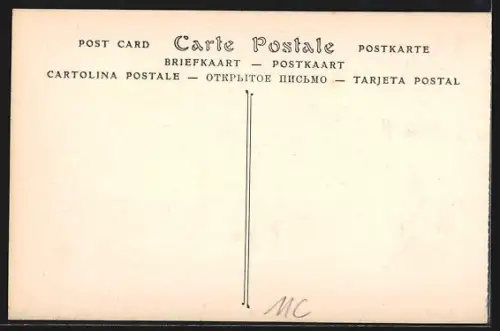 POST CARD Carte Postale POSTKARTE
BRIEFKAART — POSTKAART
CARTOLINA POSTALE — ОТКРЫТОЕ ПИСЬМО — TARJETA POSTAL
MC